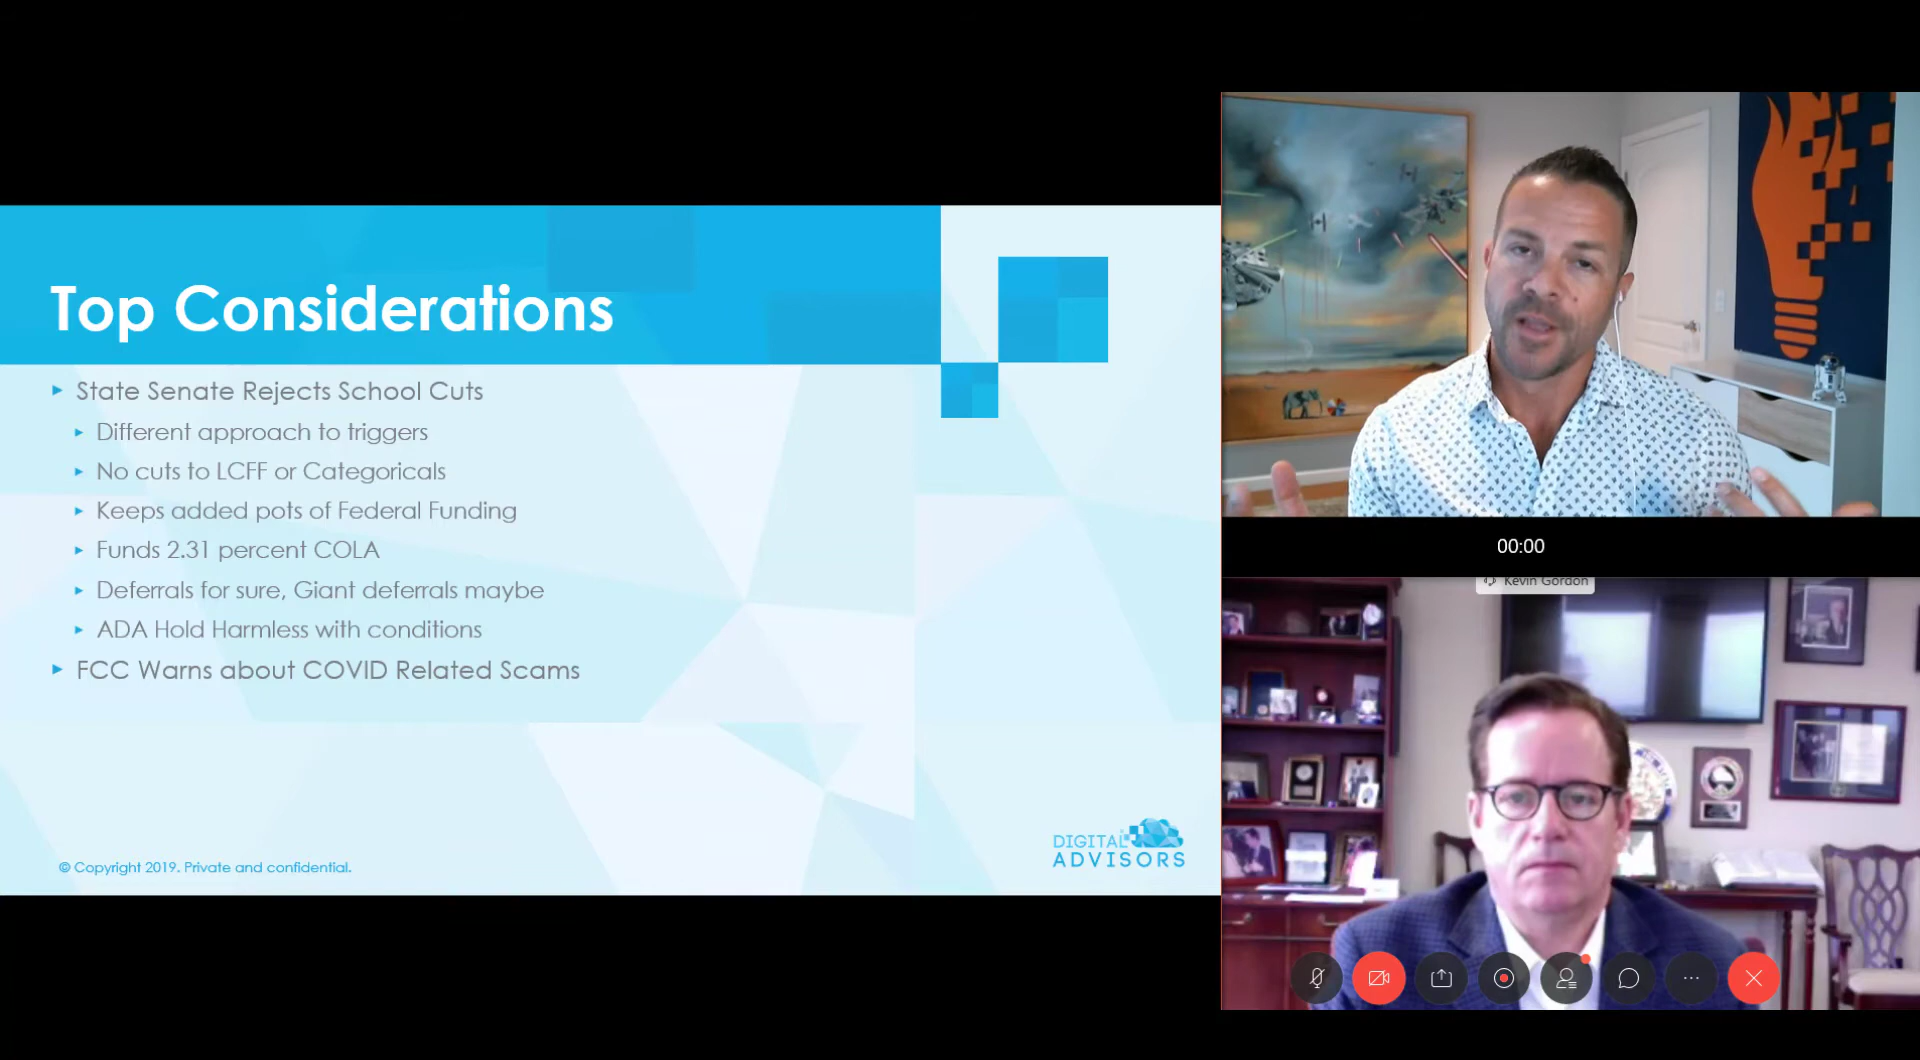 Top Considerations
State Senate Rejects School Cuts
Different approach to triggers
No cuts to LCFF or Categoricals
Keeps added pots of Federal Funding
Funds 2.31 percent COLA
Deferrals for sure, Giant deferrals maybe
ADA Hold Harmless with conditions
FCC Warns about COVID Related Scams
© Copyright 2019. Private and confidential.
DIGITAL
ADVISORS
00:00
Kevin Gordon